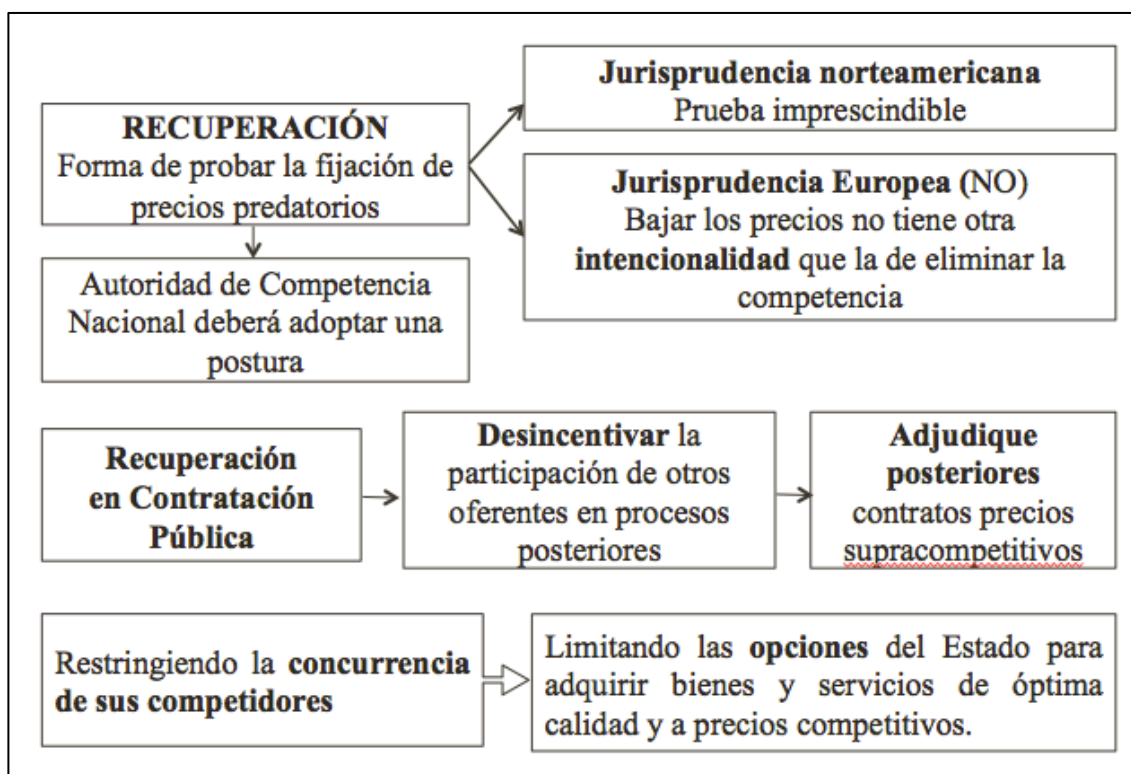 RECUPERACIÓN
Forma de probar la fijación de
precios predatorios
Jurisprudencia norteamericana
Prueba imprescindible
Jurisprudencia Europea (NO)
Bajar los precios no tiene otra
intencionalidad que la de eliminar la
competencia
Autoridad de Competencia
Nacional deberá adoptar una
postura
Recuperación
en Contratación
Pública
Desincentivar la
participación de otros
oferentes en procesos
posteriores
Adjudique
posteriores
contratos precios
supracompetitivos
Restringiendo la concurrencia
de sus competidores
Limitando las opciones del Estado para
adquirir bienes y servicios de óptima
calidad y a precios competitivos.